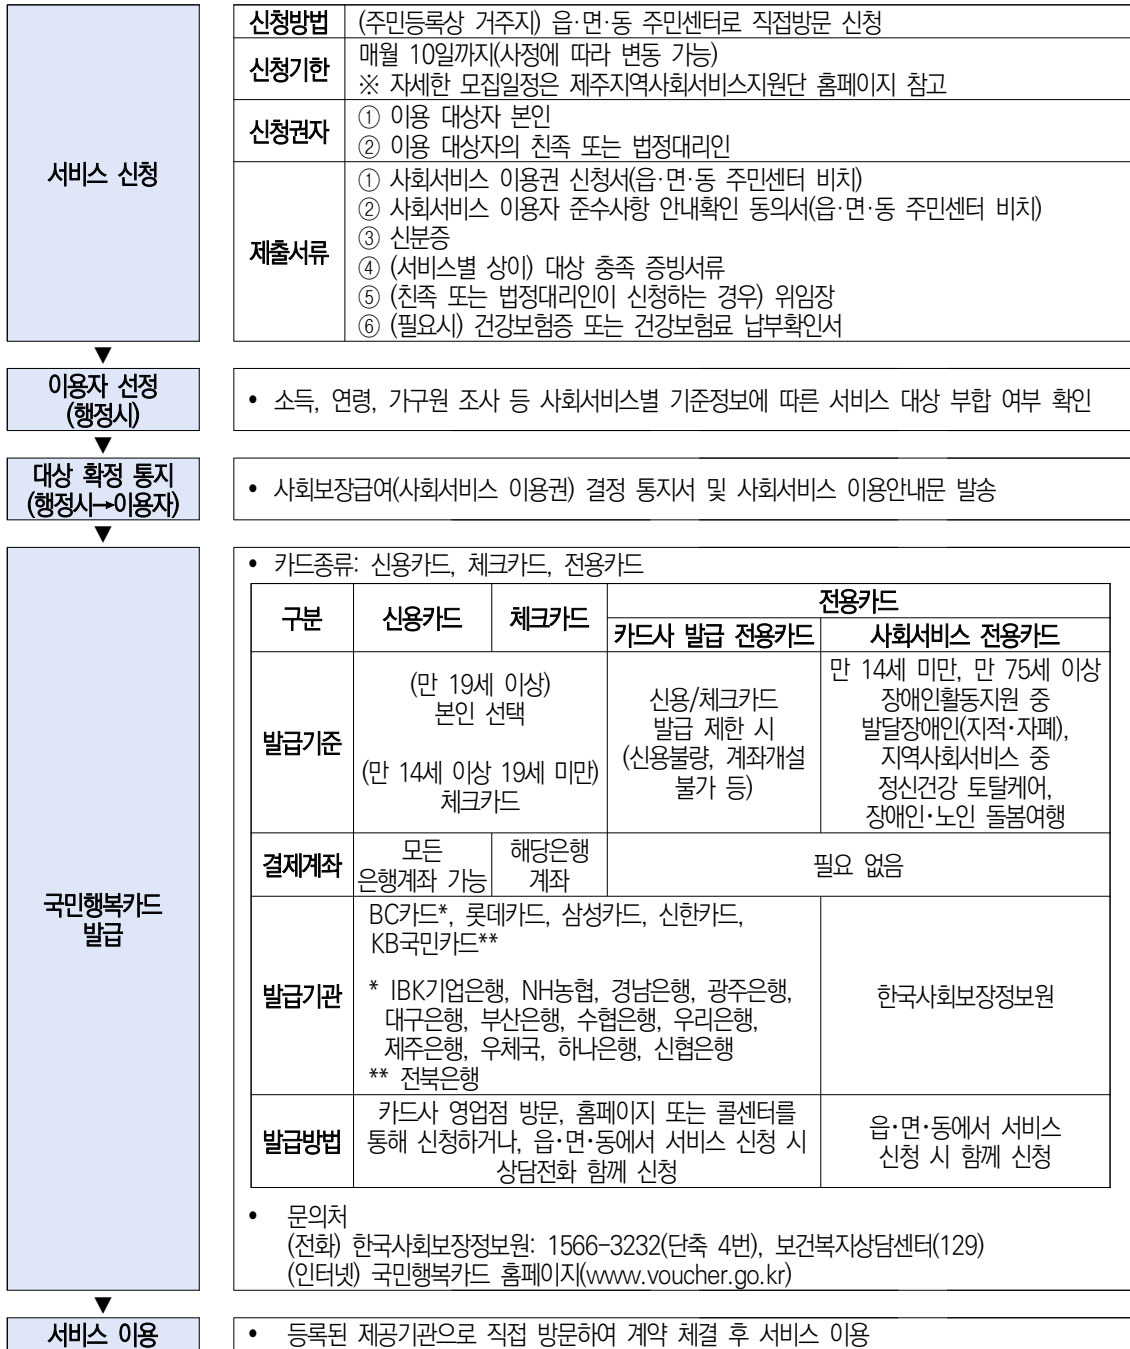 서비스 신청
신청방법
(주민등록상 거주지) 읍·면·동 주민센터로 직접방문 신청
신청기한
매월 10일까지(사정에 따라 변동 가능)
※ 자세한 모집일정은 제주지역사회서비스지원단 홈페이지 참고
신청권자
① 이용 대상자 본인
② 이용 대상자의 친족 또는 법정대리인
제출서류
① 사회서비스 이용권 신청서(읍·면·동 주민센터 비치)
② 사회서비스 이용자 준수사항 안내확인 동의서(읍·면·동 주민센터 비치)
③ 신분증
④ (서비스별 상이) 대상 충족 증빙서류
⑤ (친족 또는 법정대리인이 신청하는 경우) 위임장
⑥ (필요시) 건강보험증 또는 건강보험료 납부확인서
▼
이용자 선정
(행정시)
• 소득, 연령, 가구원 조사 등 사회서비스별 기준정보에 따른 서비스 대상 부합 여부 확인
▼
대상 확정 통지
(행정시→이용자)
• 사회보장급여(사회서비스 이용권) 결정 통지서 및 사회서비스 이용안내문 발송
▼
국민행복카드
발급
• 카드종류: 신용카드, 체크카드, 전용카드
구분
신용카드
체크카드
전용카드
카드사 발급 전용카드
사회서비스 전용카드
발급기준
(만 19세 이상)
본인 선택
(만 14세 이상 19세 미만)
체크카드
신용/체크카드
발급 제한 시
(신용불량, 계좌개설
불가 등)
만 14세 미만, 만 75세 이상
장애인활동지원 중
발달장애인(지적·자폐),
지역사회서비스 중
정신건강 토탈케어,
장애인·노인 돌봄여행
결제계좌
모든
은행계좌 가능
해당은행
계좌
필요 없음
발급기관
BC카드*, 롯데카드, 삼성카드, 신한카드,
KB국민카드**
* IBK기업은행, NH농협, 경남은행, 광주은행,
대구은행, 부산은행, 수협은행, 우리은행,
제주은행, 우체국, 하나은행, 신협은행
** 전북은행
한국사회보장정보원
발급방법
카드사 영업점 방문, 홈페이지 또는 콜센터를
통해 신청하거나, 읍·면·동에서 서비스 신청 시
상담전화 함께 신청
읍·면·동에서 서비스
신청 시 함께 신청
• 문의처
(전화) 한국사회보장정보원: 1566-3232(단축 4번), 보건복지상담센터(129)
(인터넷) 국민행복카드 홈페이지(www.voucher.go.kr)
▼
서비스 이용
• 등록된 제공기관으로 직접 방문하여 계약 체결 후 서비스 이용